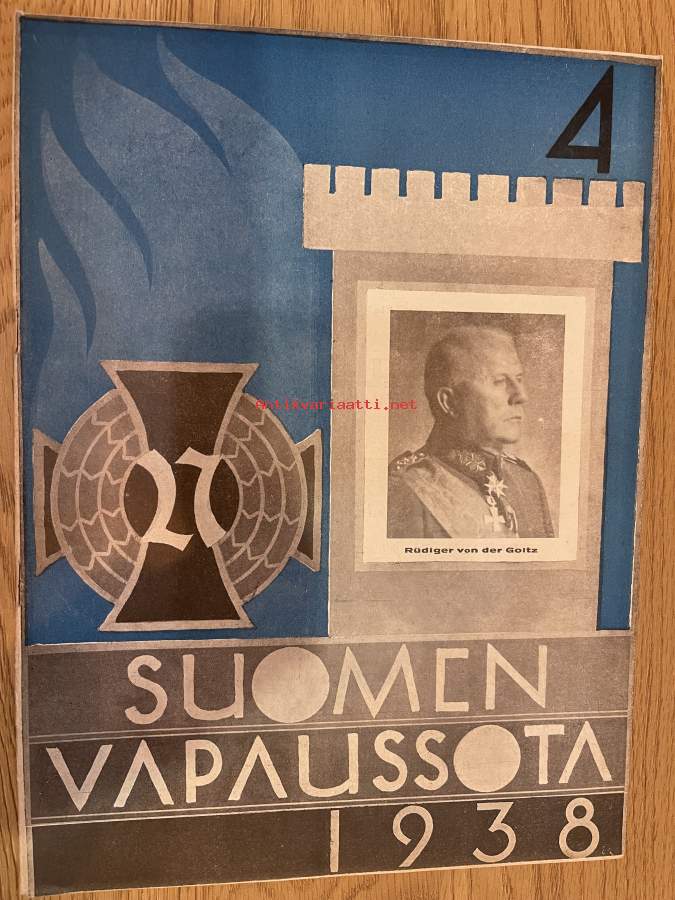 4
Antikvariaatti.net
Rüdiger von der Goltz
SUOMEN
VAPAUSSOTA
1938